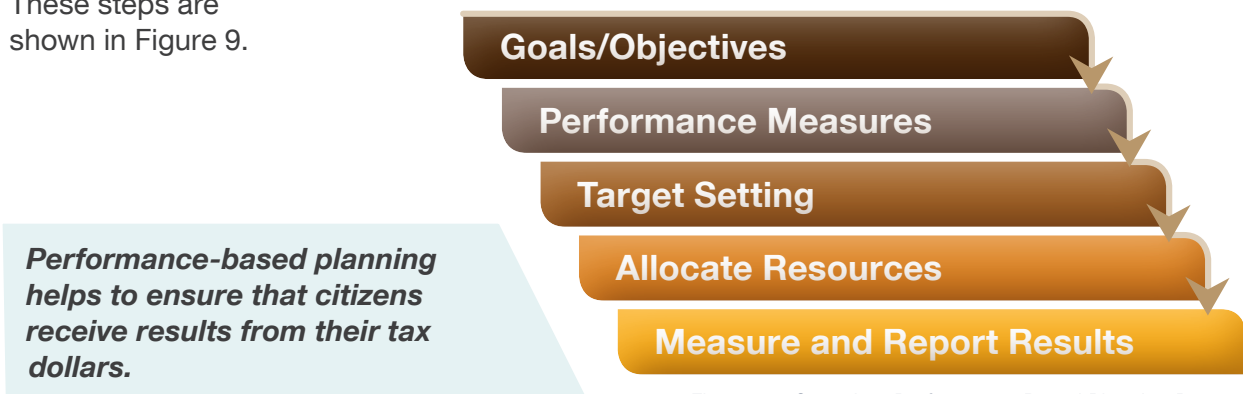 These steps are
shown in Figure 9.
Goals/Objectives
Performance Measures
Target Setting
Allocate Resources
Measure and Report Results
Performance-based planning
helps to ensure that citizens
receive results from their tax
dollars.